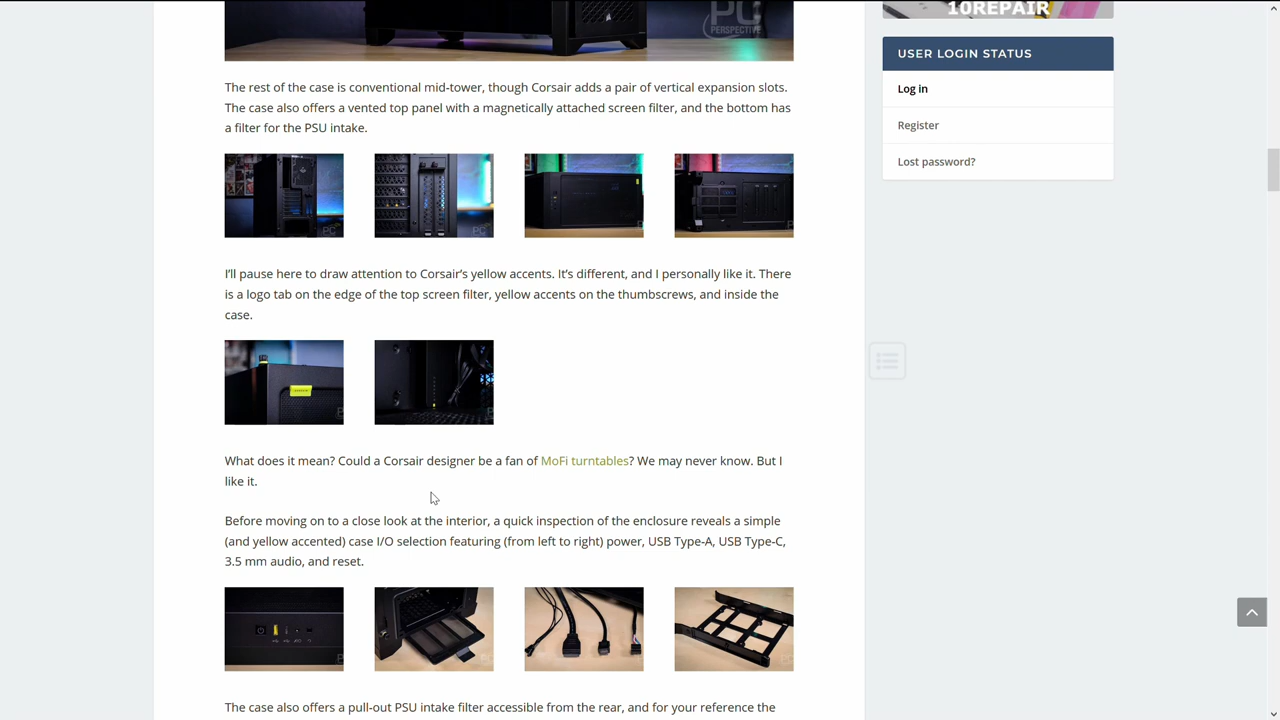 PC
PERSPECTIVE
10REPAIR
USER LOGIN STATUS
Log in
Register
Lost password?
The rest of the case is conventional mid-tower, though Corsair adds a pair of vertical expansion slots.
The case also offers a vented top panel with a magnetically attached screen filter, and the bottom has
a filter for the PSU intake.
I’ll pause here to draw attention to Corsair’s yellow accents. It’s different, and I personally like it. There
is a logo tab on the edge of the top screen filter, yellow accents on the thumbscrews, and inside the
case.
What does it mean? Could a Corsair designer be a fan of MoFi turntables? We may never know. But I
like it.
Before moving on to a close look at the interior, a quick inspection of the enclosure reveals a simple
(and yellow accented) case I/O selection featuring (from left to right) power, USB Type-A, USB Type-C,
3.5 mm audio, and reset.
The case also offers a pull-out PSU intake filter accessible from the rear, and for your reference the